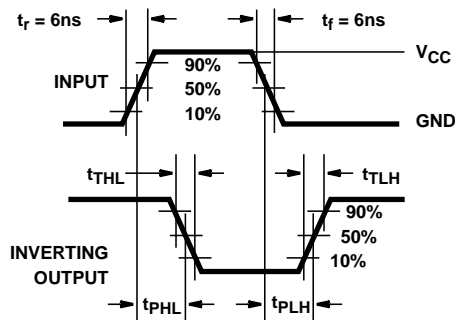 tr = 6ns
tf = 6ns
VCC
90%
INPUT
50%
10%
GND
tTHL
tTLH
90%
50%
INVERTING
OUTPUT
10%
tPHL
tPLH